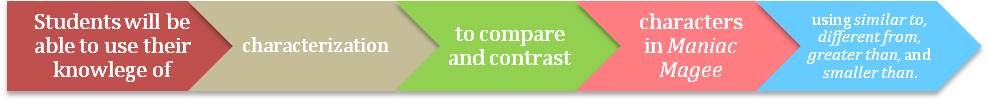 Students will be
able to use their
knowlege of
characterization
to compare
and contrast
characters
in Maniac
Magee
using similar to,
different from,
greater than, and
smaller than.